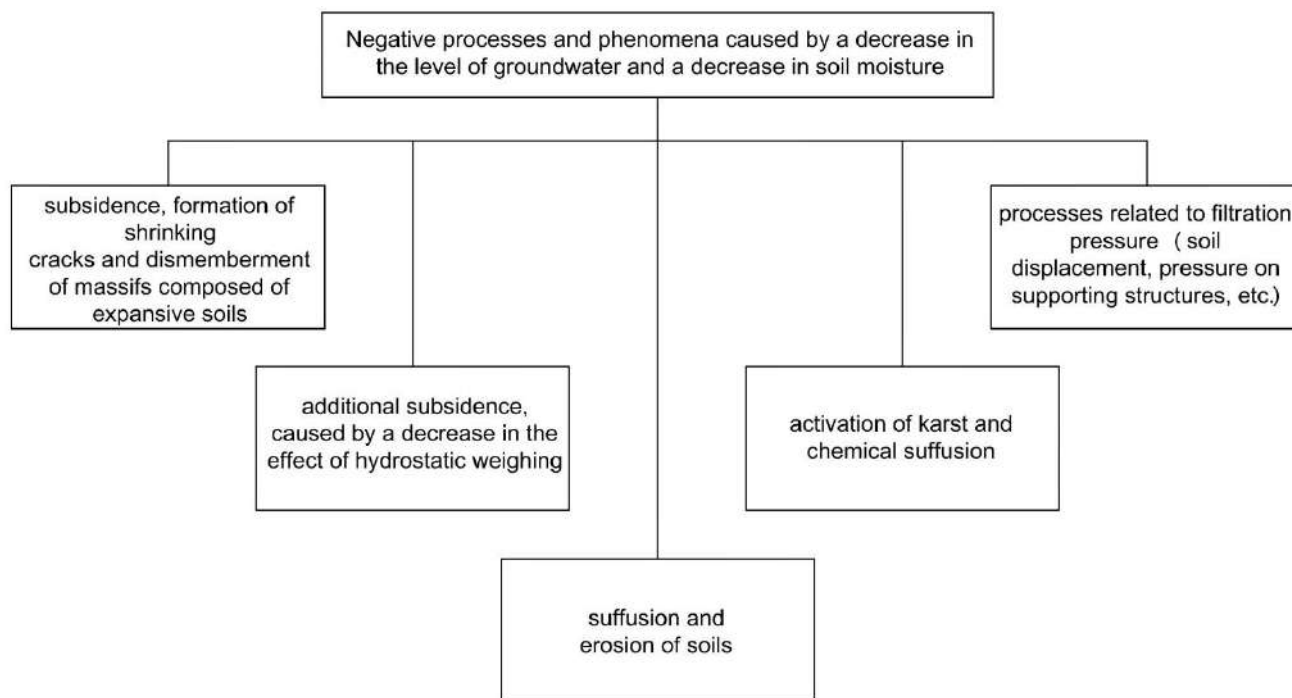 Negative processes and phenomena caused by a decrease in
the level of groundwater and a decrease in soil moisture
subsidence, formation of
shrinking
cracks and dismemberment
of massifs composed of
expansive soils
additional subsidence,
caused by a decrease in the
effect of hydrostatic weighing
suffusion and
erosion of soils
activation of karst and
chemical suffusion
processes related to filtration
pressure ( soil
displacement, pressure on
supporting structures, etc.)